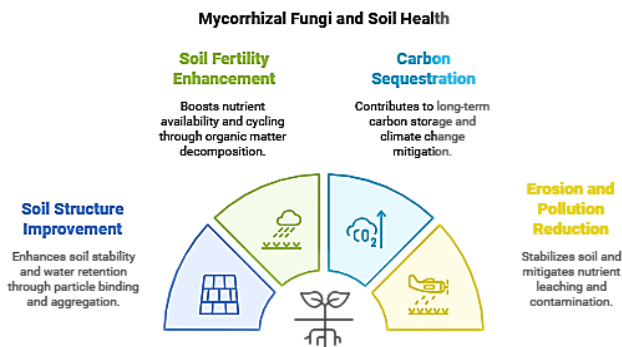 Mycorrhizal Fungi and Soil Health
Soil Fertility
Enhancement
Boosts nutrient
availability and cycling
through organic matter
decomposition.
Carbon
Sequestration
Contributes to long-term
carbon storage and
climate change
mitigation.
Soil Structure
Improvement
Enhances soil stability
and water retention
through particle binding
and aggregation.
Erosion and
Pollution
Reduction
Stabilizes soil and
mitigates nutrient
leaching and
contamination.
CO2